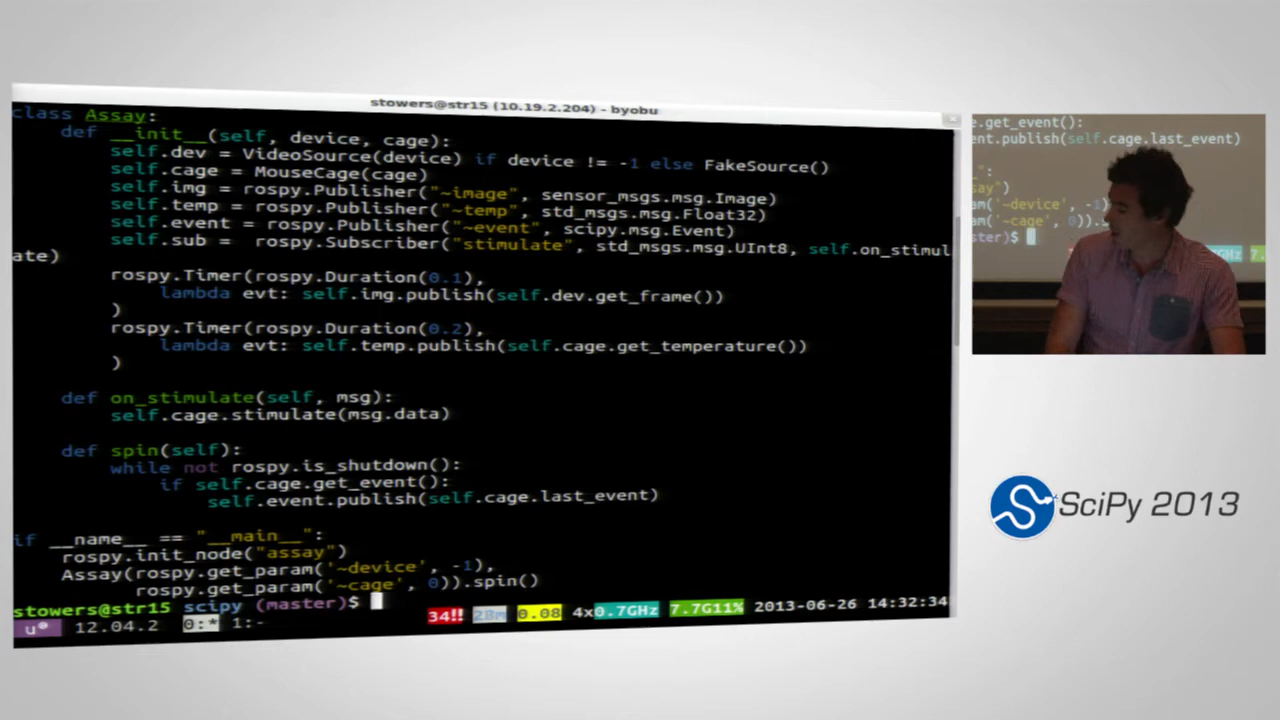 stowers@str15 (10.19.2.204) - byobu
class Assay:
    def __init__(self, device, cage):
        self.dev = VideoSource(device) if device != -1 else FakeSource()
        self.cage = MouseCage(cage)
        self.img = rospy.Publisher("~image", sensor_msgs.msg.Image)
        self.temp = rospy.Publisher("~temp", std_msgs.msg.Float32)
        self.event = rospy.Publisher("~event", scipy.msg.Event)
        self.sub =  rospy.Subscriber("stimulate", std_msgs.msg.UInt8, self.on_stimul
ate)
        rospy.Timer(rospy.Duration(0.1),
            lambda evt: self.img.publish(self.dev.get_frame())
        )
        rospy.Timer(rospy.Duration(0.2),
            lambda evt: self.temp.publish(self.cage.get_temperature())
        )
    def on_stimulate(self, msg):
        self.cage.stimulate(msg.data)
    def spin(self):
        while not rospy.is_shutdown():
            if self.cage.get_event():
                self.event.publish(self.cage.last_event)
if __name__ == "__main__":
    rospy.init_node("assay")
    Assay(rospy.get_param('~device', -1),
          rospy.get_param('~cage', 0)).spin()
stowers@str15 scipy (master)$
u 12.04.2 0:* 1:- 34!! 28m 0.08 4x0.7GHz 7.7G11% 2013-06-26 14:32:34
e.get_event():
ent.publish(self.cage.last_event)
_":
say")
am('~device', -1)
am('~cage', 0)).s
ster)$
GHz 7.
SciPy 2013